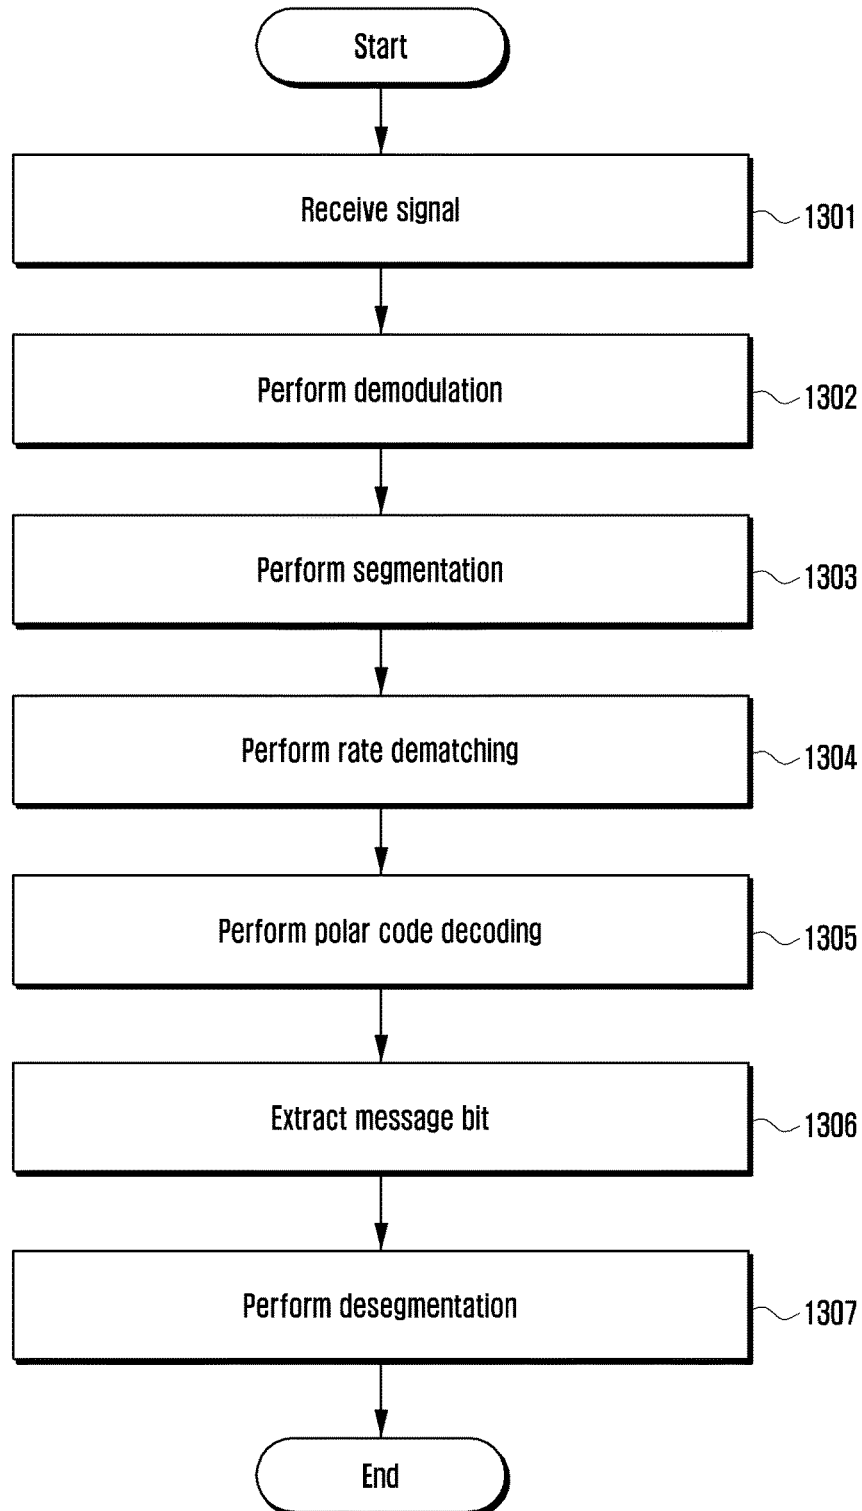 Start
Receive signal
1301
Perform demodulation
1302
Perform segmentation
1303
Perform rate dematching
1304
Perform polar code decoding
1305
Extract message bit
1306
Perform desegmentation
1307
End